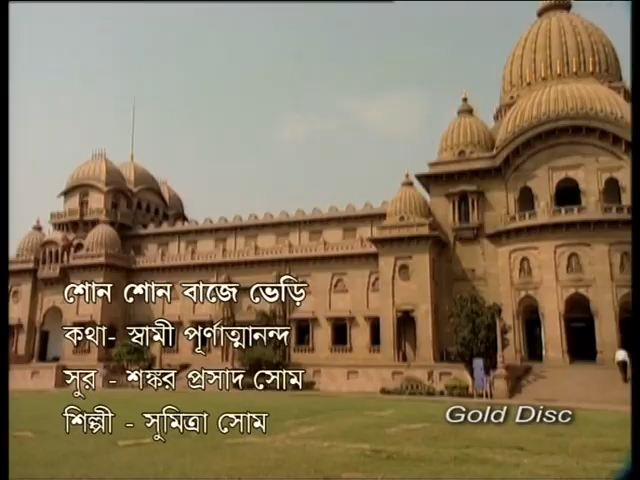 শোন শোন বাজে ভেড়ি
কথা- স্বামী পূর্ণাত্মানন্দ
সুর - শঙ্কর প্রসাদ সোম
শিল্পী - সুমিত্রা সোম
Gold Disc